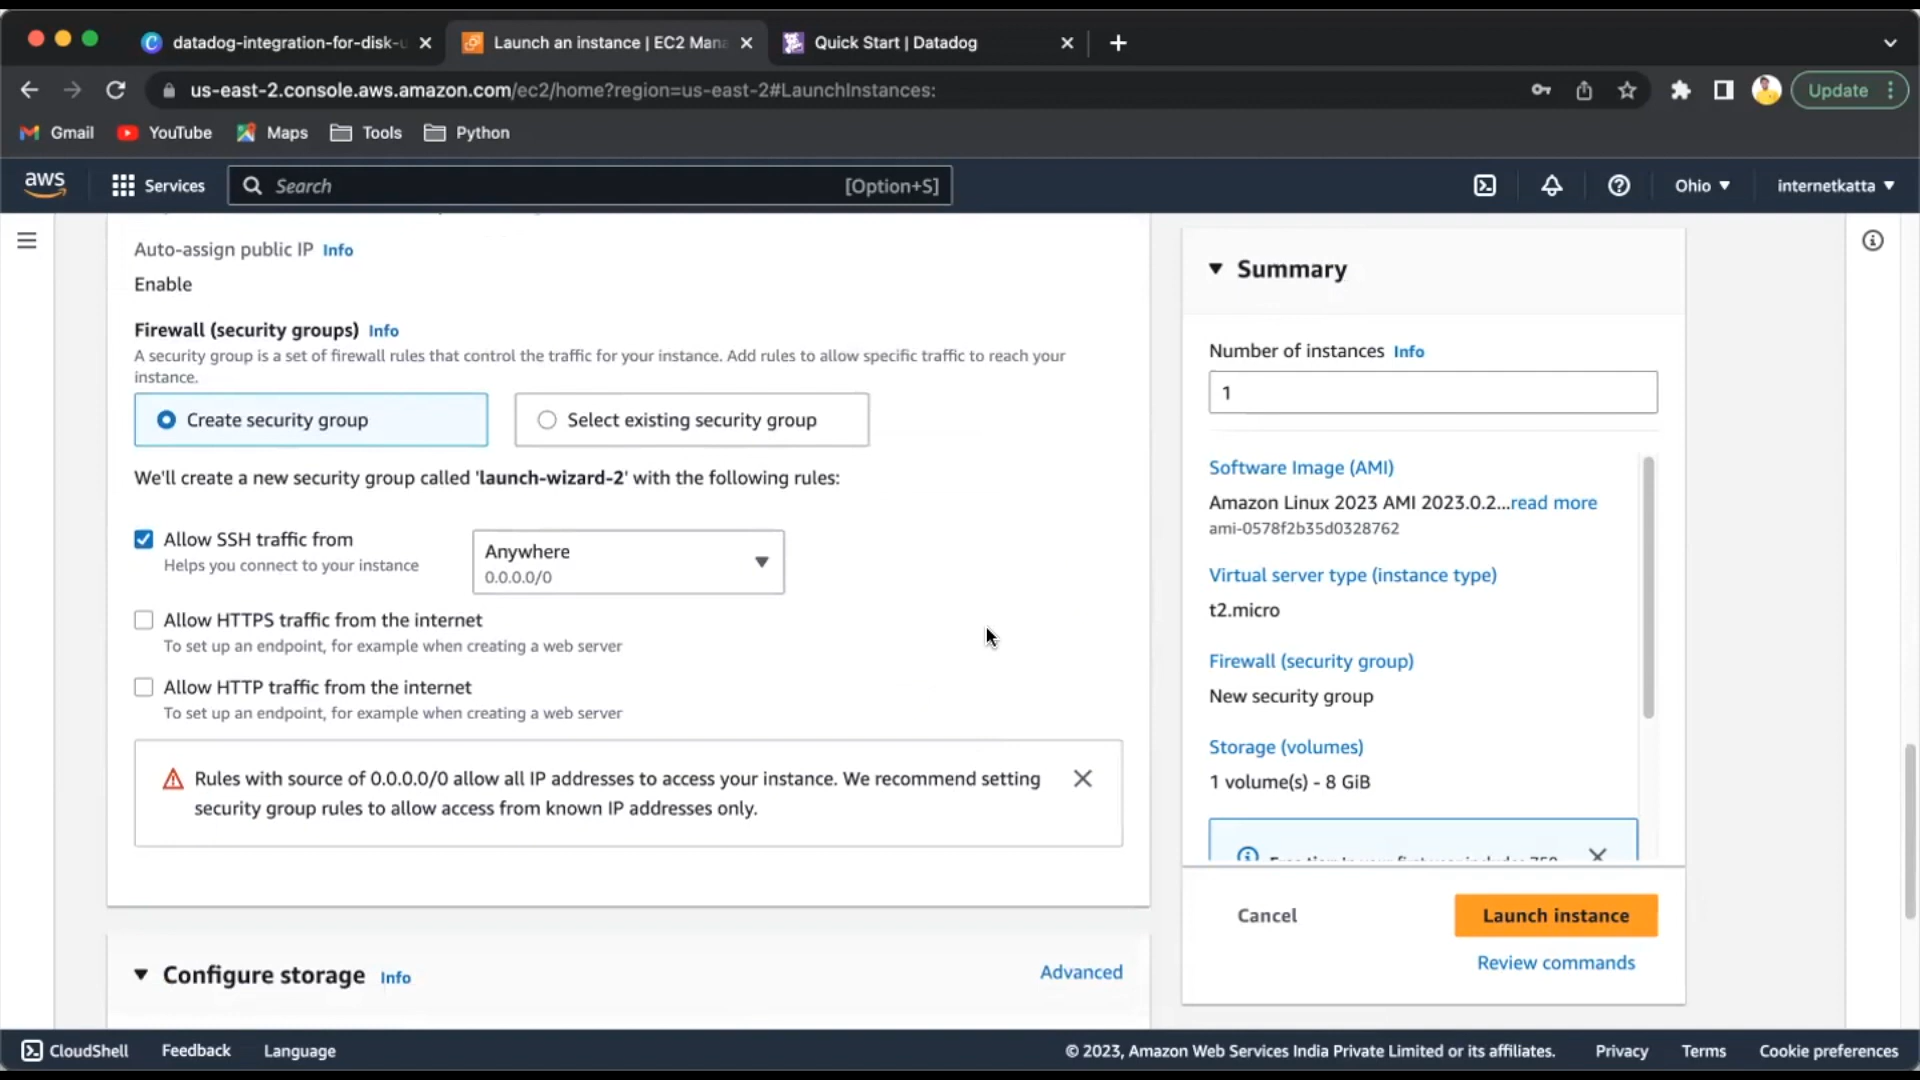 datadog-integration-for-disk-u
Launch an instance | EC2 Mana
Quick Start | Datadog
us-east-2.console.aws.amazon.com/ec2/home?region=us-east-2#LaunchInstances:
Update
Gmail
YouTube
Maps
Tools
Python
aws
Services
Search
[Option+S]
Ohio
internetkatta
Auto-assign public IP Info
Enable
Firewall (security groups) Info
A security group is a set of firewall rules that control the traffic for your instance. Add rules to allow specific traffic to reach your
instance.
Create security group
Select existing security group
We'll create a new security group called 'launch-wizard-2' with the following rules:
Allow SSH traffic from
Helps you connect to your instance
Anywhere
0.0.0.0/0
Allow HTTPS traffic from the internet
To set up an endpoint, for example when creating a web server
Allow HTTP traffic from the internet
To set up an endpoint, for example when creating a web server
Rules with source of 0.0.0.0/0 allow all IP addresses to access your instance. We recommend setting
security group rules to allow access from known IP addresses only.
Configure storage Info
Advanced
Summary
Number of instances Info
1
Software Image (AMI)
Amazon Linux 2023 AMI 2023.0.2...read more
ami-0578f2b35d0328762
Virtual server type (instance type)
t2.micro
Firewall (security group)
New security group
Storage (volumes)
1 volume(s) - 8 GiB
Cancel
Launch instance
Review commands
CloudShell
Feedback
Language
© 2023, Amazon Web Services India Private Limited or its affiliates.
Privacy
Terms
Cookie preferences